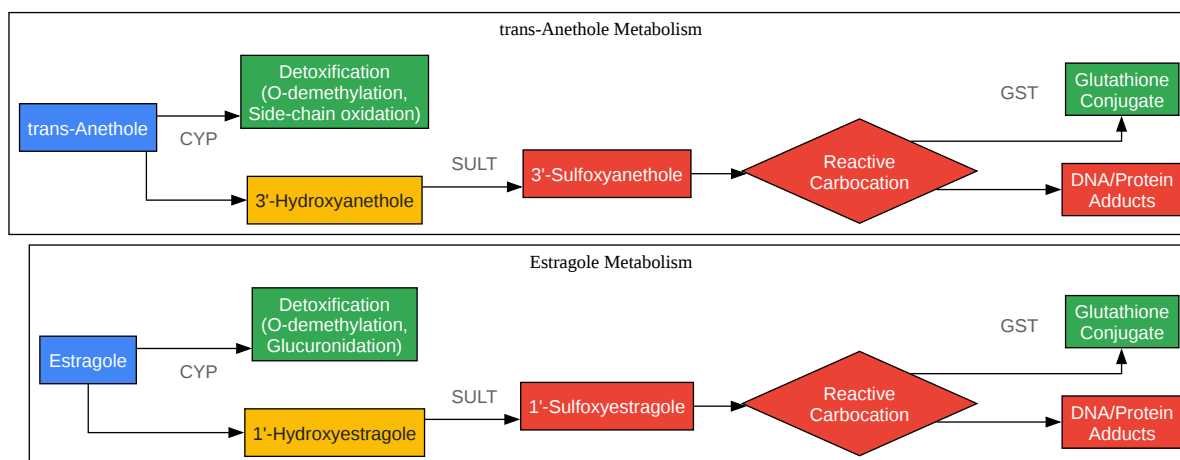 trans-Anethole Metabolism
Detoxification
(O-demethylation,
Side-chain oxidation)
Glutathione
Conjugate
GST
trans-Anethole
CYP
SULT
3'-Sulfoxyanethole
Reactive
Carbocation
3'-Hydroxyanethole
DNA/Protein
Adducts
Estragole Metabolism
Detoxification
(O-demethylation,
Glucuronidation)
Glutathione
Conjugate
GST
Estragole
CYP
SULT
1'-Sulfoxyestragole
Reactive
Carbocation
1'-Hydroxyestragole
DNA/Protein
Adducts